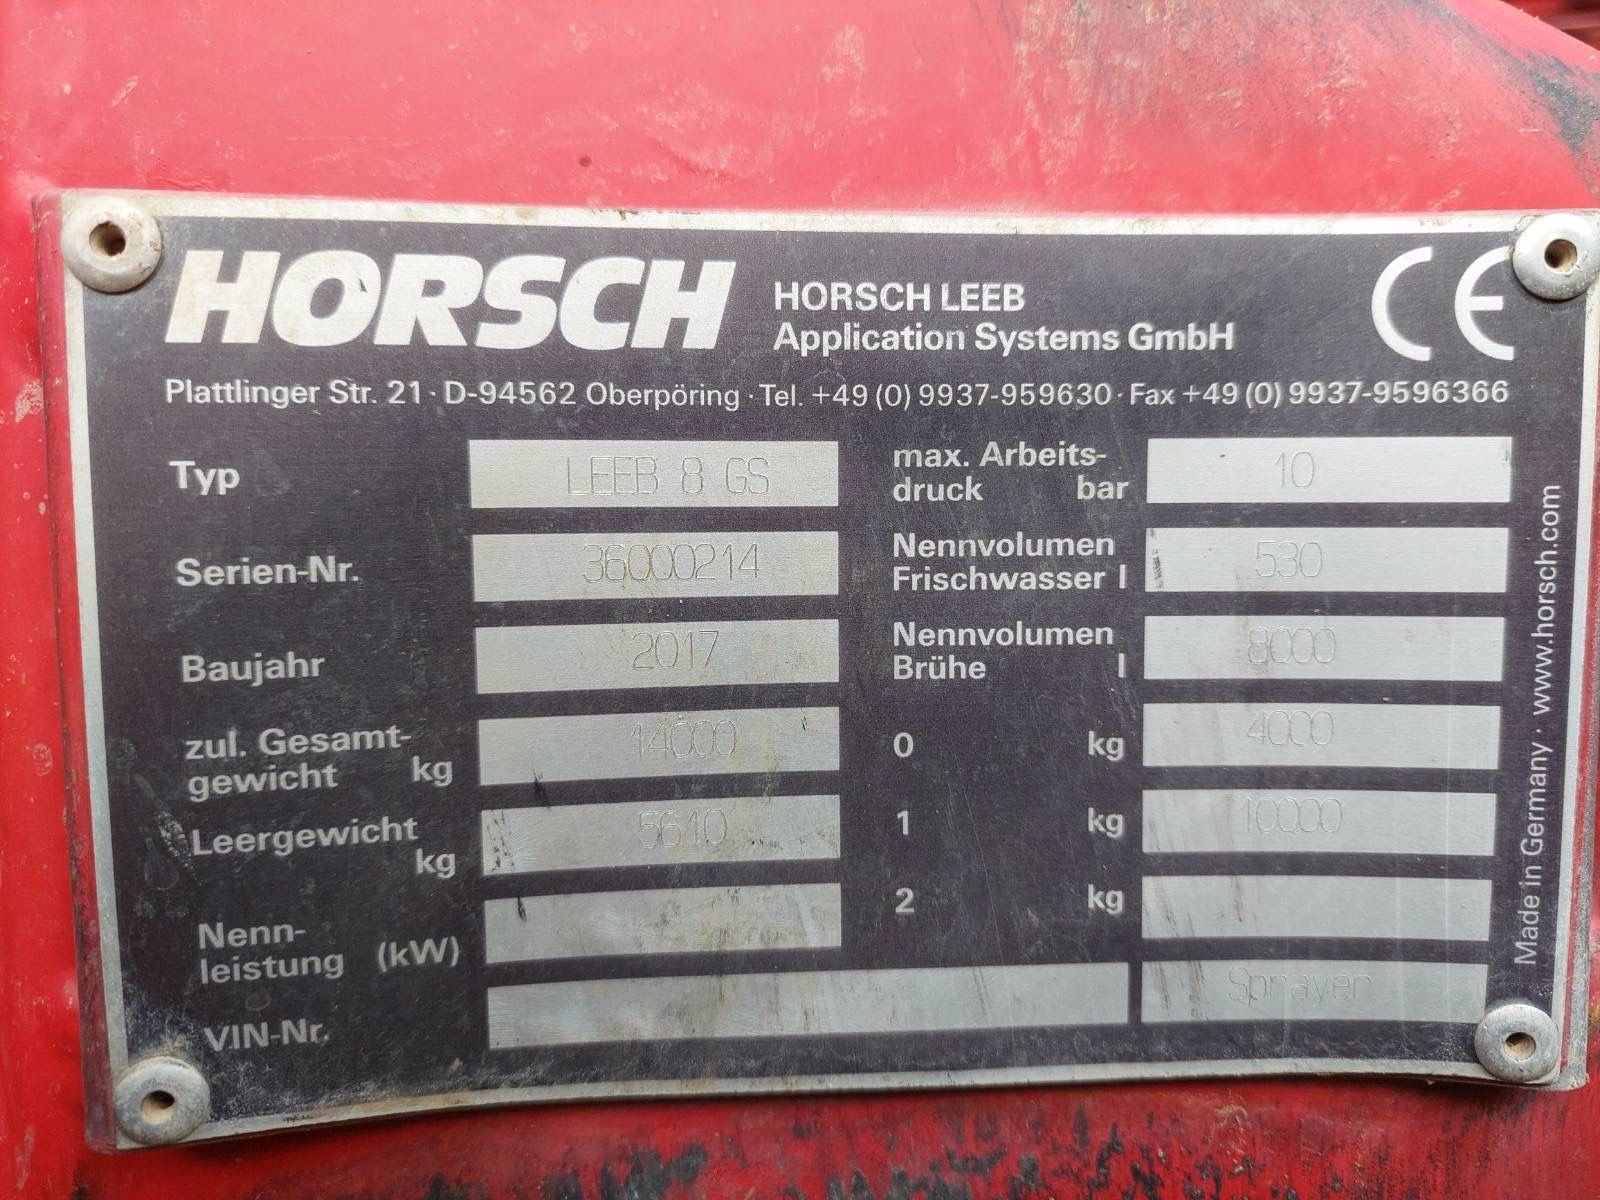 HORSCH
HORSCH LEEB
Application Systems GmbH
CE
Plattlinger Str. 21 · D-94562 Oberpöring · Tel. +49 (0) 9937-959630 · Fax +49 (0) 9937-9596366
Typ LEEB 8 GS
Serien-Nr. 36000214
Baujahr 2017
zul. Gesamt-
gewicht kg 14000
Leergewicht
kg 5610
Nenn-
leistung (kW)
VIN-Nr.
max. Arbeits-
druck bar 10
Nennvolumen
Frischwasser l 530
Nennvolumen
Brühe l 8000
0 kg 4000
1 kg 10000
2 kg
Sprayer
Made in Germany · www.horsch.com